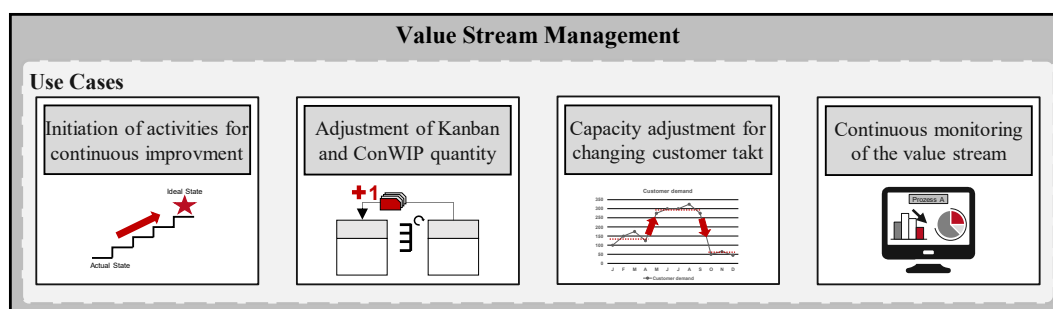 Value Stream Management
Use Cases
Initiation of activities for
continuous improvment
Ideal State
Actual State
Adjustment of Kanban
and ConWIP quantity
+1
Capacity adjustment for
changing customer takt
Customer demand
350
300
250
200
150
100
50
0
J F M A M J J A S O N D
Customer demand
Continuous monitoring
of the value stream
Prozess A